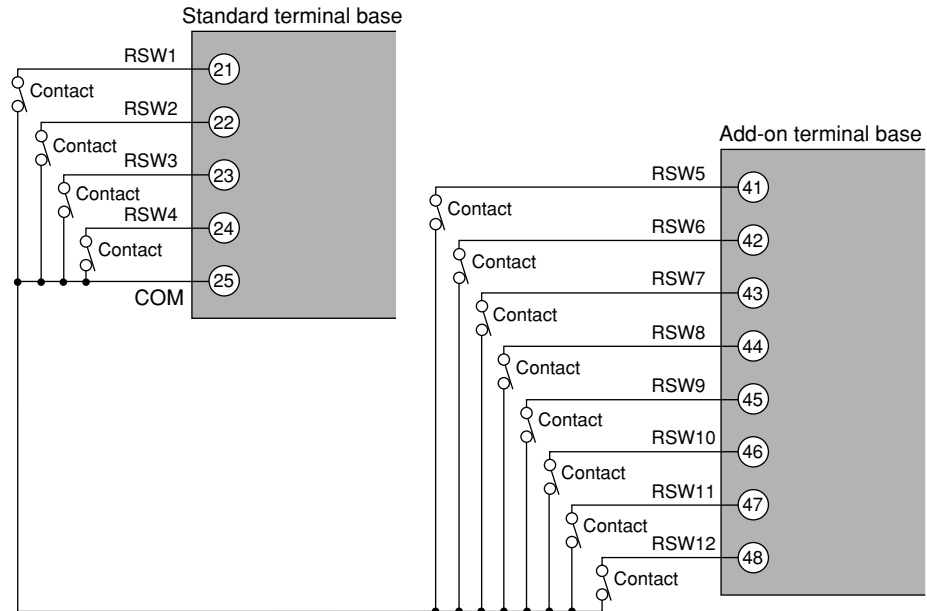 Standard terminal base
RSW1
21
Contact
RSW2
22
Contact
RSW3
23
Contact
RSW4
24
Contact
25
COM
Add-on terminal base
RSW5
41
Contact
RSW6
42
Contact
RSW7
43
Contact
RSW8
44
Contact
RSW9
45
Contact
RSW10
46
Contact
RSW11
47
Contact
RSW12
48
Contact